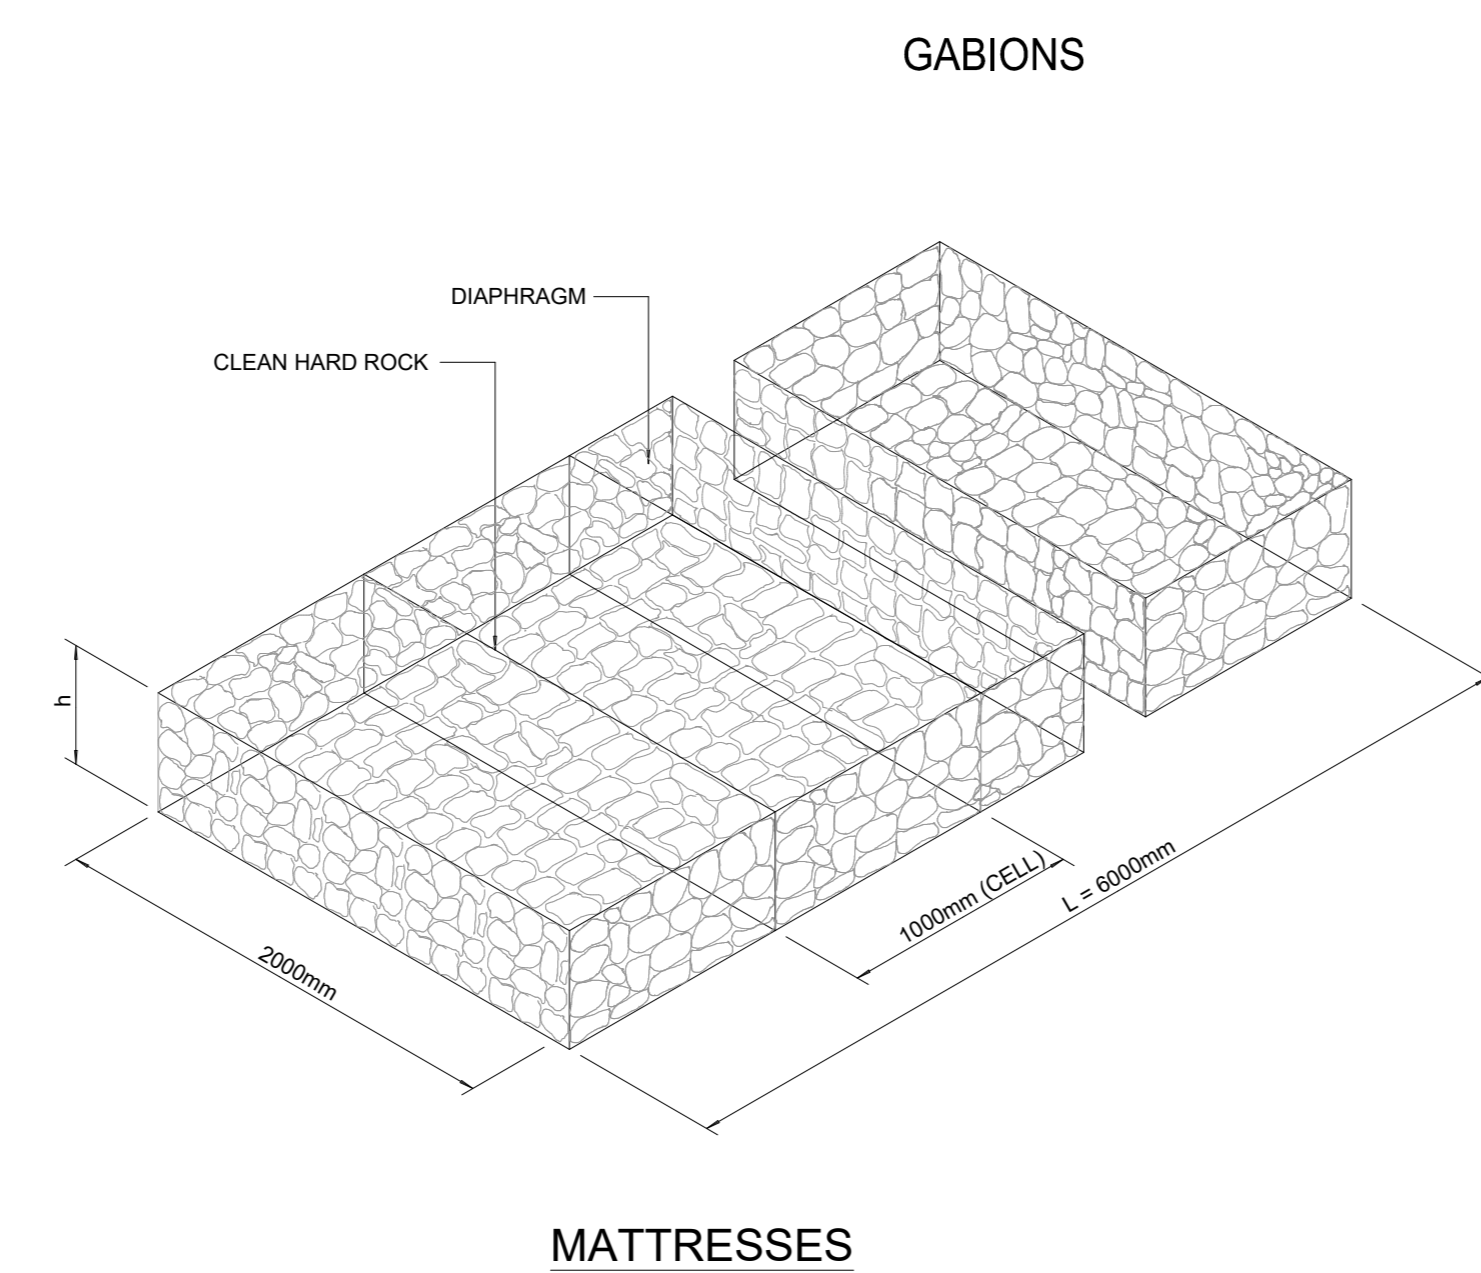 GABIONS
DIAPHRAGM
CLEAN HARD ROCK
h
1000mm (CELL)
L = 6000mm
2000mm
MATTRESSES